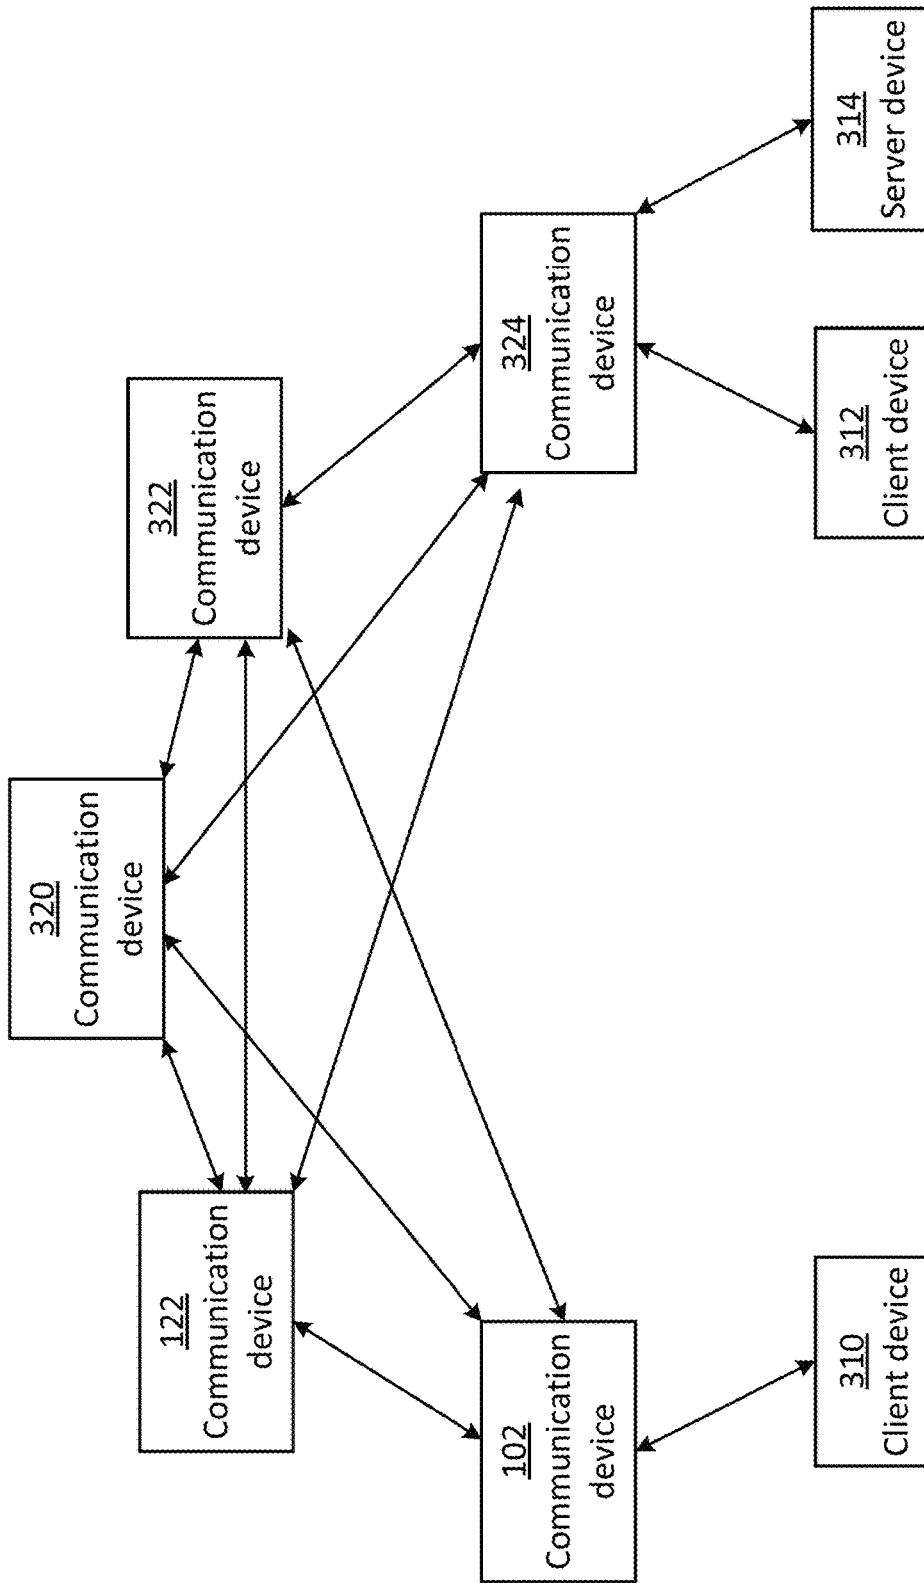 320
Communication
device
122
Communication
device
322
Communication
device
102
Communication
device
324
Communication
device
310
Client device
312
Client device
314
Server device